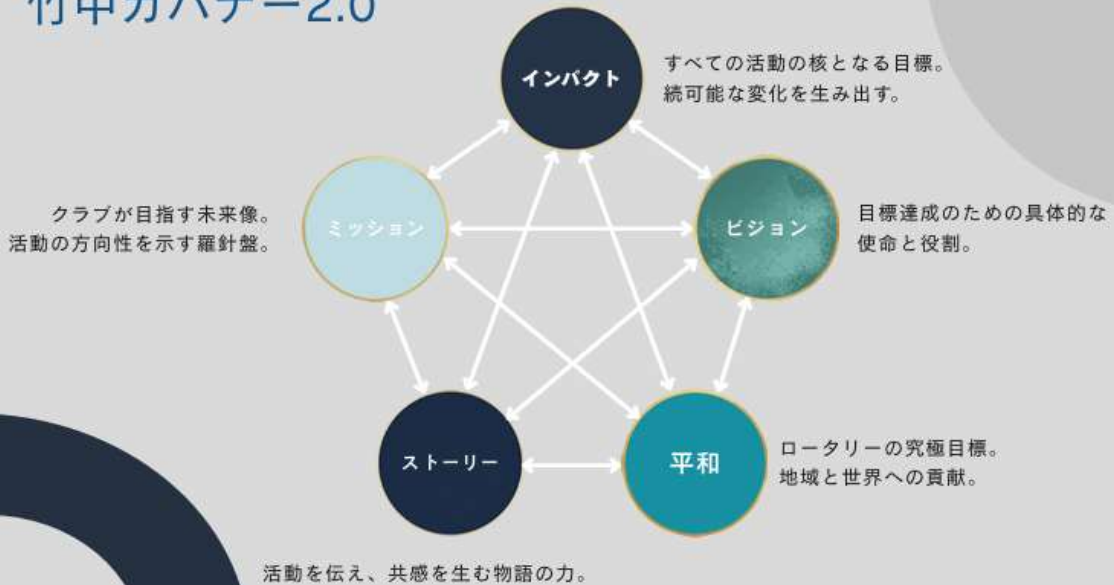 竹中ガバナー2.0
インパクト
すべての活動の核となる目標。
続可能な変化を生み出す。
クラブが目指す未来像。
活動の方向性を示す羅針盤。
ミッション
ビジョン
目標達成のための具体的な
使命と役割。
ストーリー
平和
ロータリーの究極目標。
地域と世界への貢献。
活動を伝え、共感を生む物語の力。